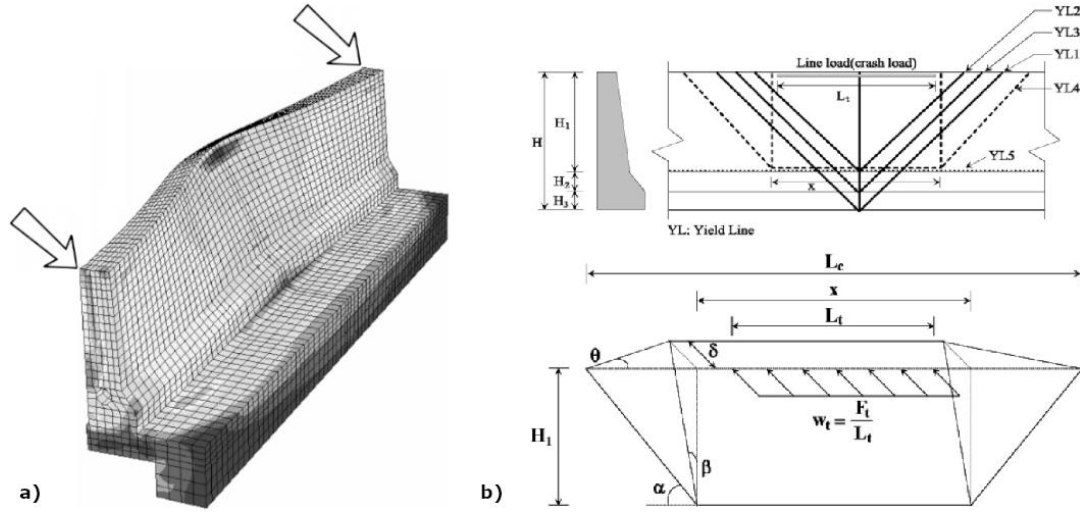 YL2
YL3
YL1
YL4
Line load(crash load)
Lt
H
H1
H2
H3
YL5
x
YL: Yield Line
Lc
x
Lt
θ
δ
wt = Ft / Lt
H1
β
α
a)
b)